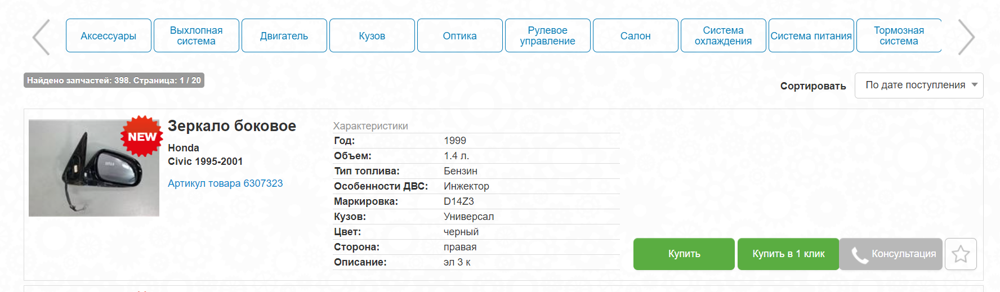 Аксессуары
Выхлопная
система
Двигатель
Кузов
Оптика
Рулевое
управление
Салон
Система
охлаждения
Система питания
Тормозная
система
Найдено запчастей: 398. Страница: 1 / 20
Сортировать
По дате поступления
NEW
Зеркало боковое
Honda
Civic 1995-2001
Артикул товара 6307323
Характеристики
Год: 1999
Объем: 1.4 л.
Тип топлива: Бензин
Особенности ДВС: Инжектор
Маркировка: D14Z3
Кузов: Универсал
Цвет: черный
Сторона: правая
Описание: эл 3 к
Купить
Купить в 1 клик
Консультация